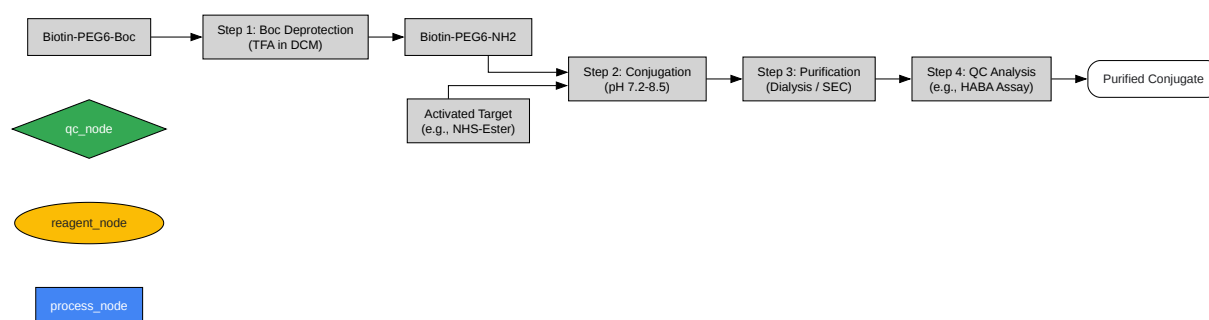 Biotin-PEG6-Boc
Step 1: Boc Deprotection
(TFA in DCM)
Biotin-PEG6-NH2
Activated Target
(e.g., NHS-Ester)
Step 2: Conjugation
(pH 7.2-8.5)
Step 3: Purification
(Dialysis / SEC)
Step 4: QC Analysis
(e.g., HABA Assay)
Purified Conjugate
qc_node
reagent_node
process_node